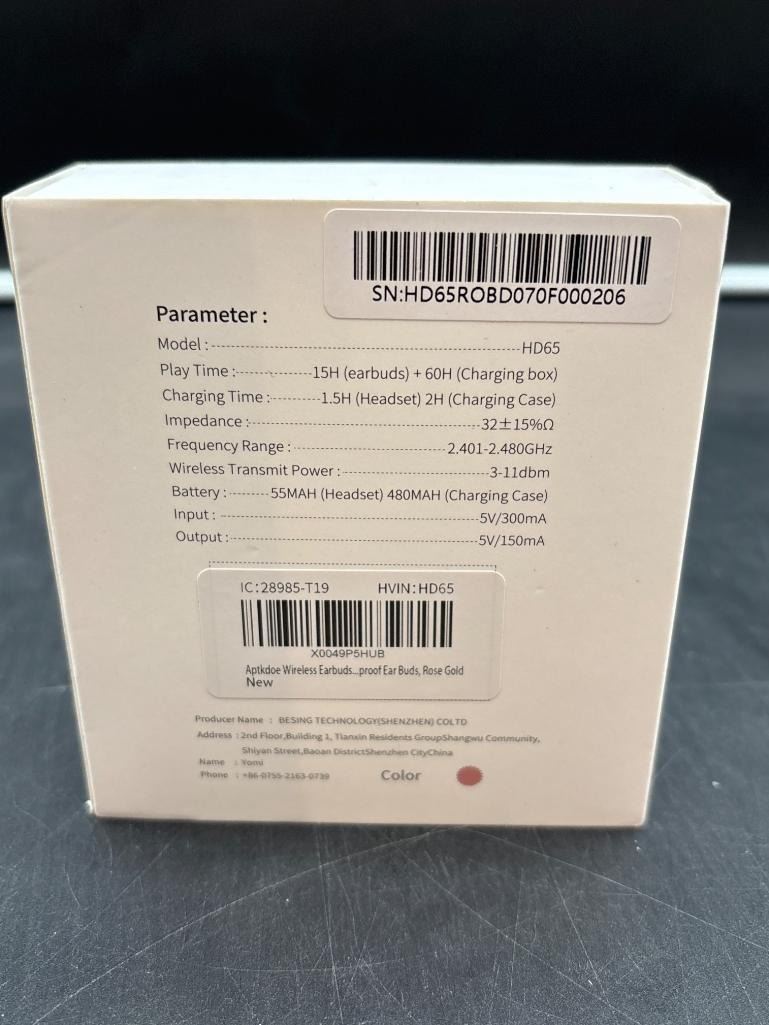 SN:HD65ROBD070F000206
Parameter :
Model :HD65
Play Time :15H (earbuds) + 60H (Charging box)
Charging Time :1.5H (Headset) 2H (Charging Case)
Impedance :32±15%Ω
Frequency Range :2.401-2.480GHz
Wireless Transmit Power :3-11dbm
Battery :55MAH (Headset) 480MAH (Charging Case)
Input :5V/300mA
Output :5V/150mA
IC:28985-T19 HVIN:HD65
X0049P5HUB
Aptkdoe Wireless Earbuds...proof Ear Buds, Rose Gold
New
Producer Name : BESING TECHNOLOGY(SHENZHEN) COLTD
Address : 2nd Floor,Building 1, Tianxin Residents GroupShangwu Community,
Shiyan Street,Baoan DistrictShenzhen CityChina
Name : Yomi
Phone : +86-0755-2163-0739 Color